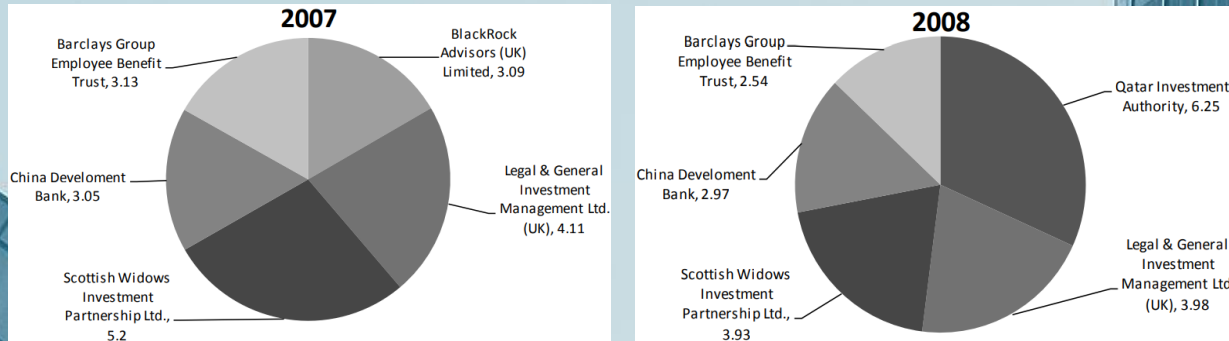 2007
Barclays Group
Employee Benefit
Trust, 3.13
BlackRock
Advisors (UK)
Limited, 3.09
China Develoment
Bank, 3.05
Legal & General
Investment
Management Ltd.
(UK), 4.11
Scottish Widows
Investment
Partnership Ltd.,
5.2
2008
Barclays Group
Employee Benefit
Trust, 2.54
Qatar Investment
Authority, 6.25
China Develoment
Bank, 2.97
Legal & General
Investment
Management Ltd
(UK), 3.98
Scottish Widows
Investment
Partnership Ltd.,
3.93